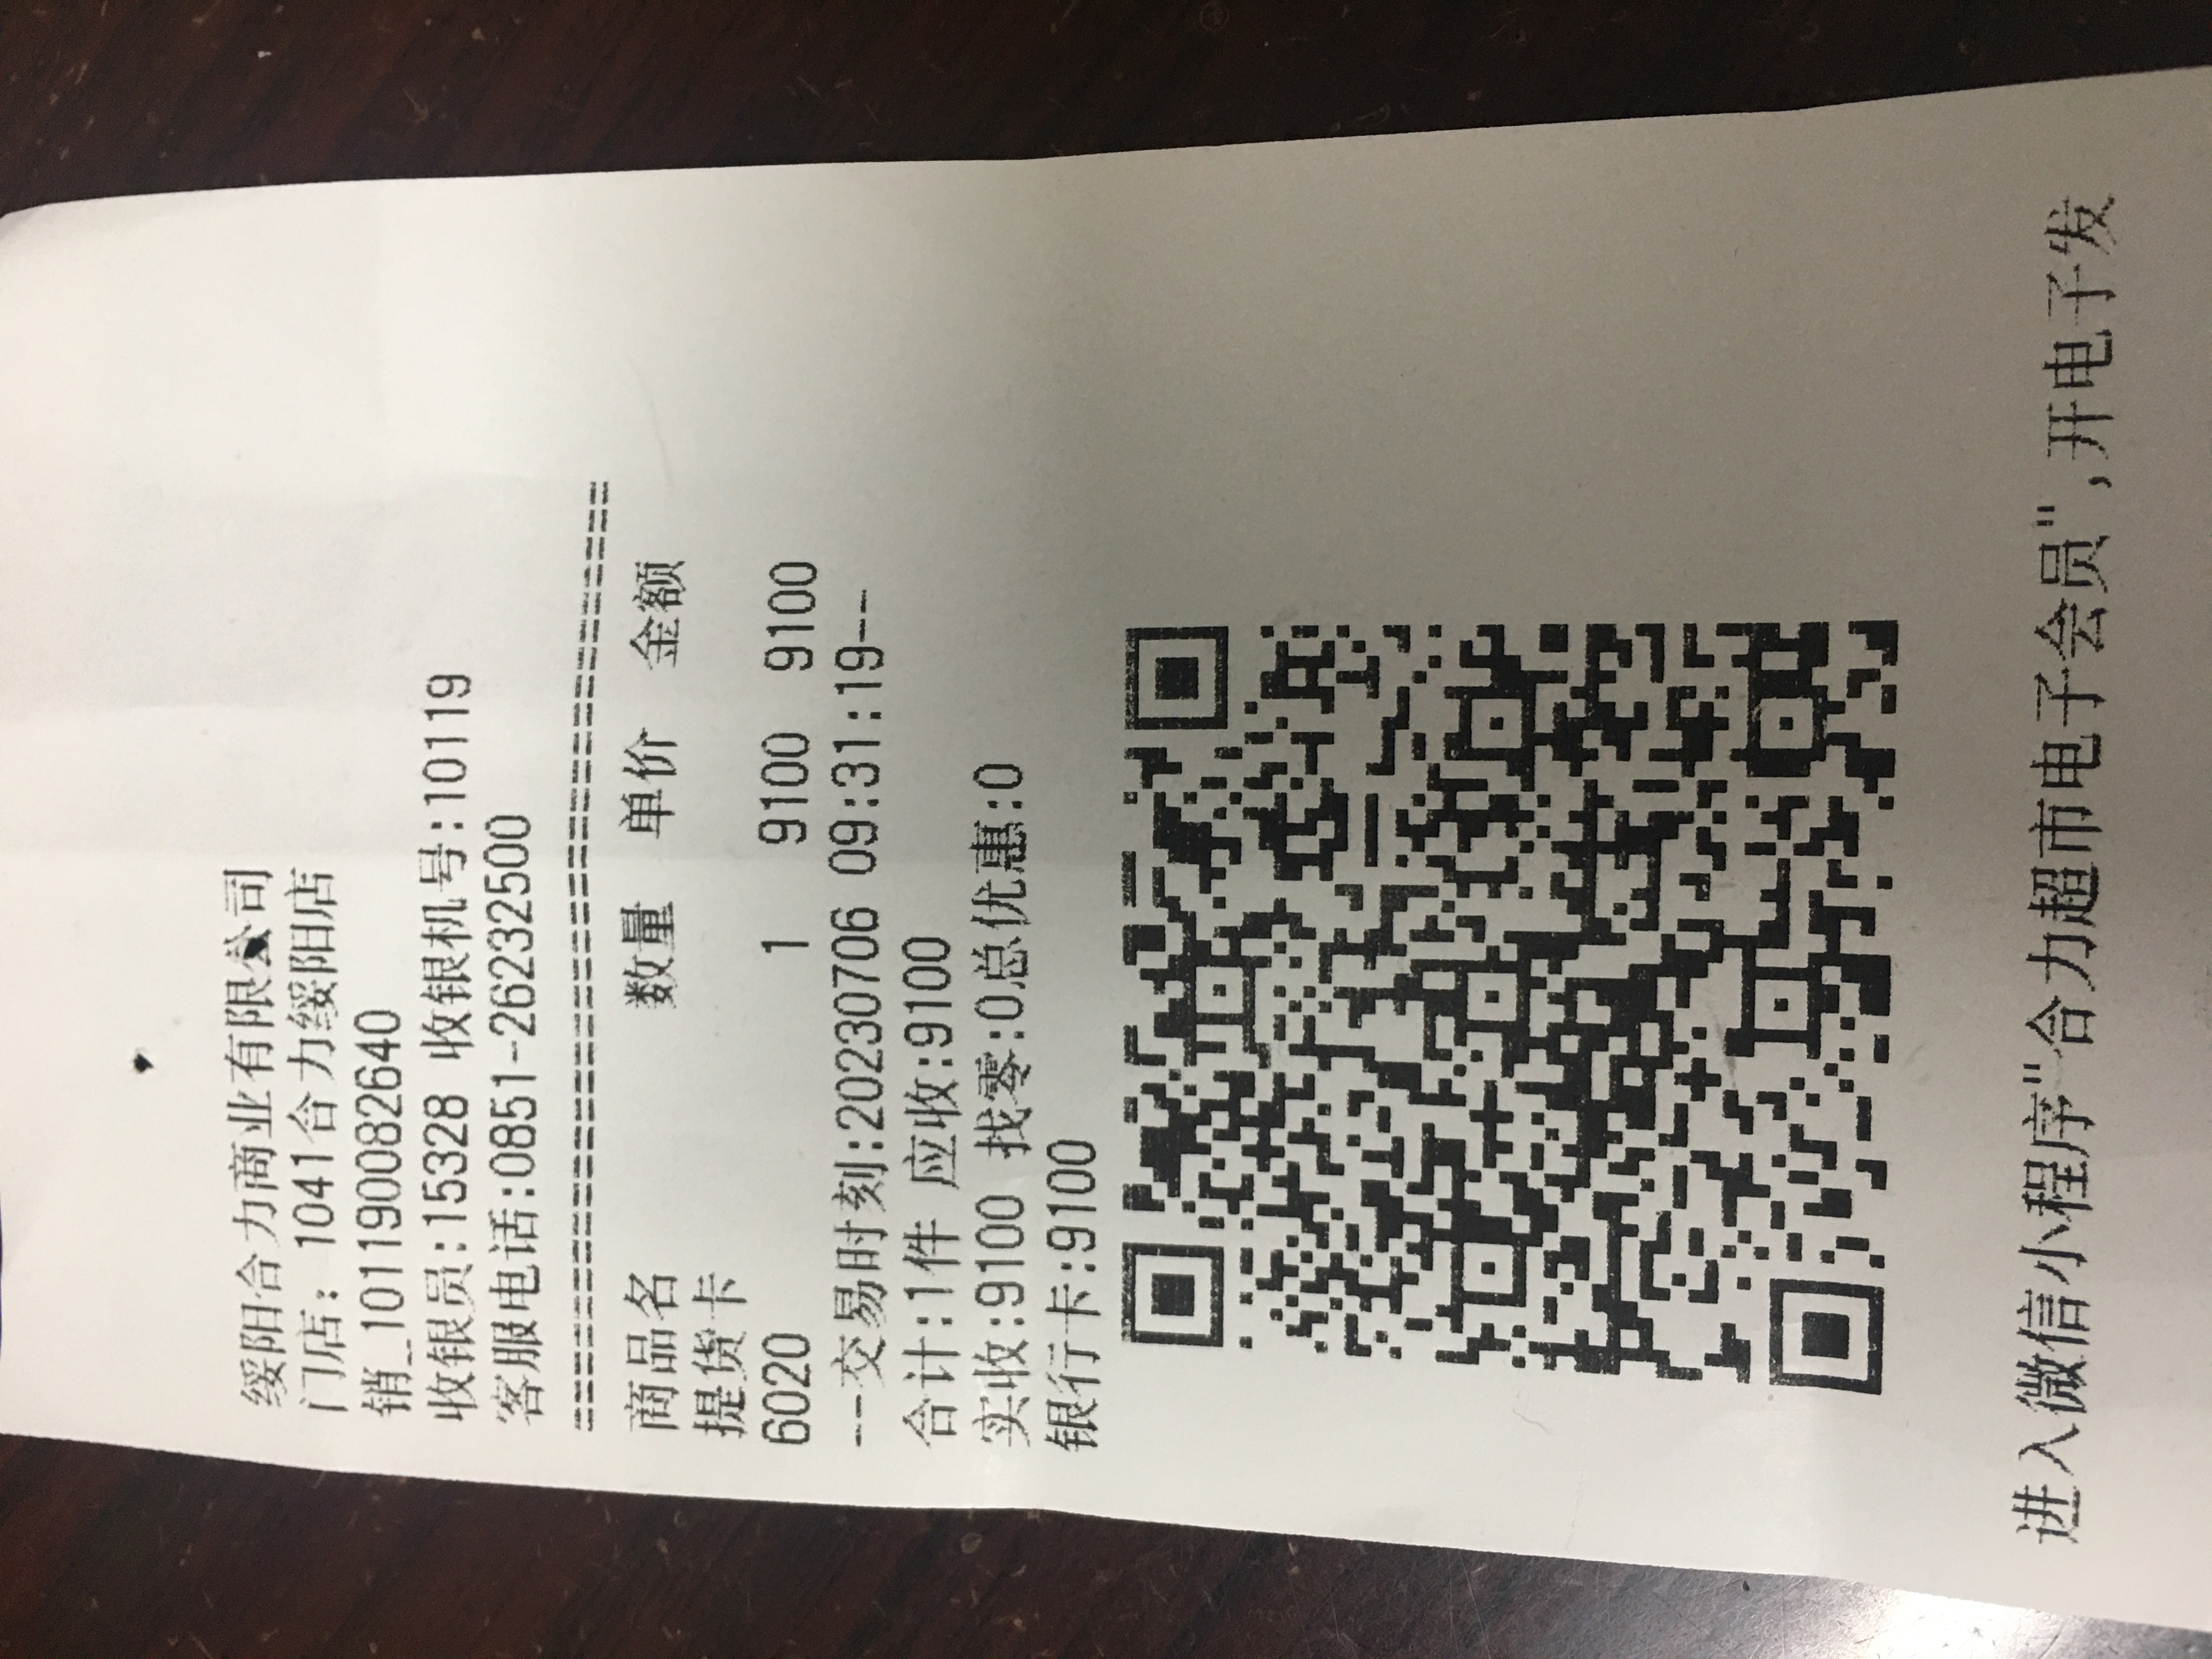 绥阳合力商业有限公司
门店: 1041合力绥阳店
销_101190082640
收银员:15328 收银机号:10119
客服电话:0851-26232500
==========================================
商品名 数量 单价 金额
提货卡
6020 1 9100 9100
--交易时刻:20230706 09:31:19--
合计:1件 应收:9100
实收:9100 找零:0总优惠:0
银行卡:9100
进入微信小程序"合力超市电子会员",开电子发